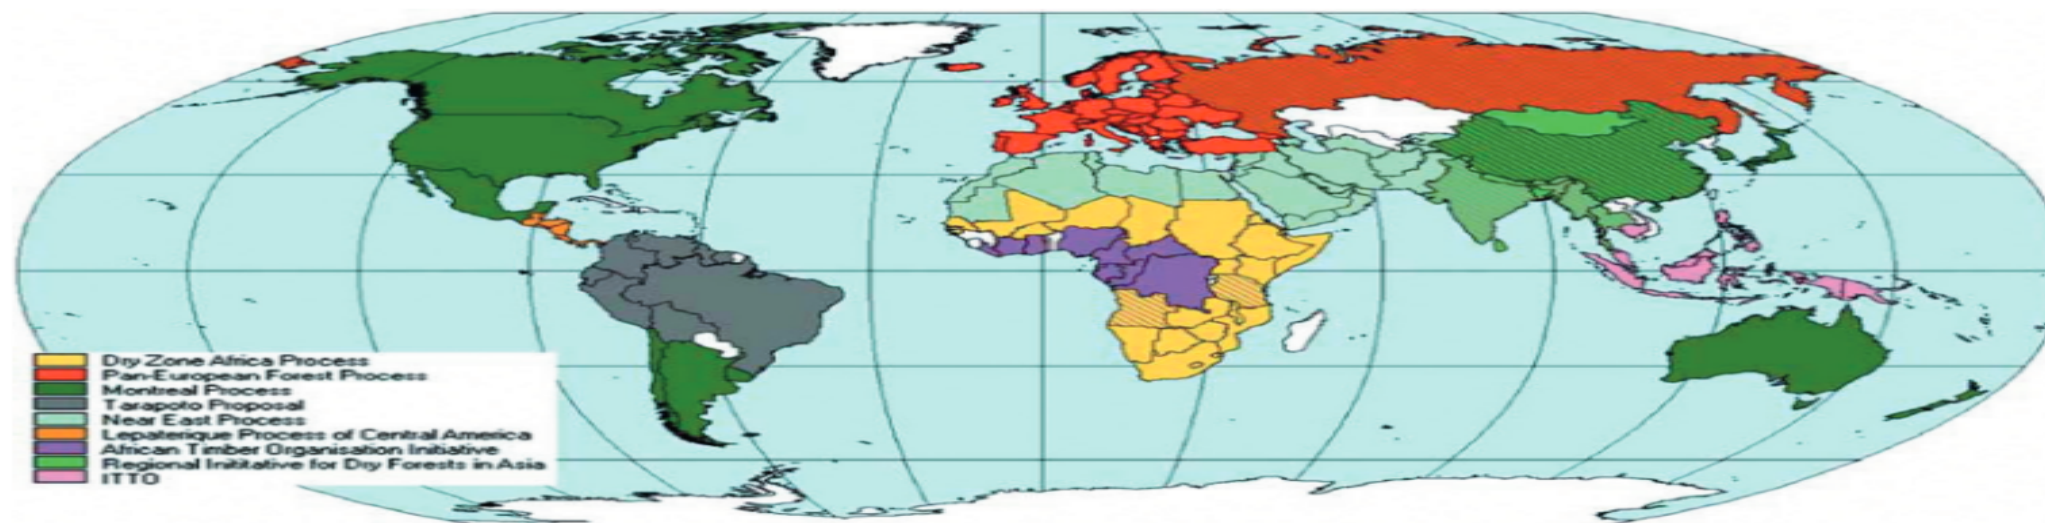 Dry Zone Africa Process
Pan-European Forest Process
Montreal Process
Tarapoto Proposal
Near East Process
Lepaterique Process of Central America
African Timber Organisation Initiative
Regional Inititative for Dry Forests in Asia
ITTO